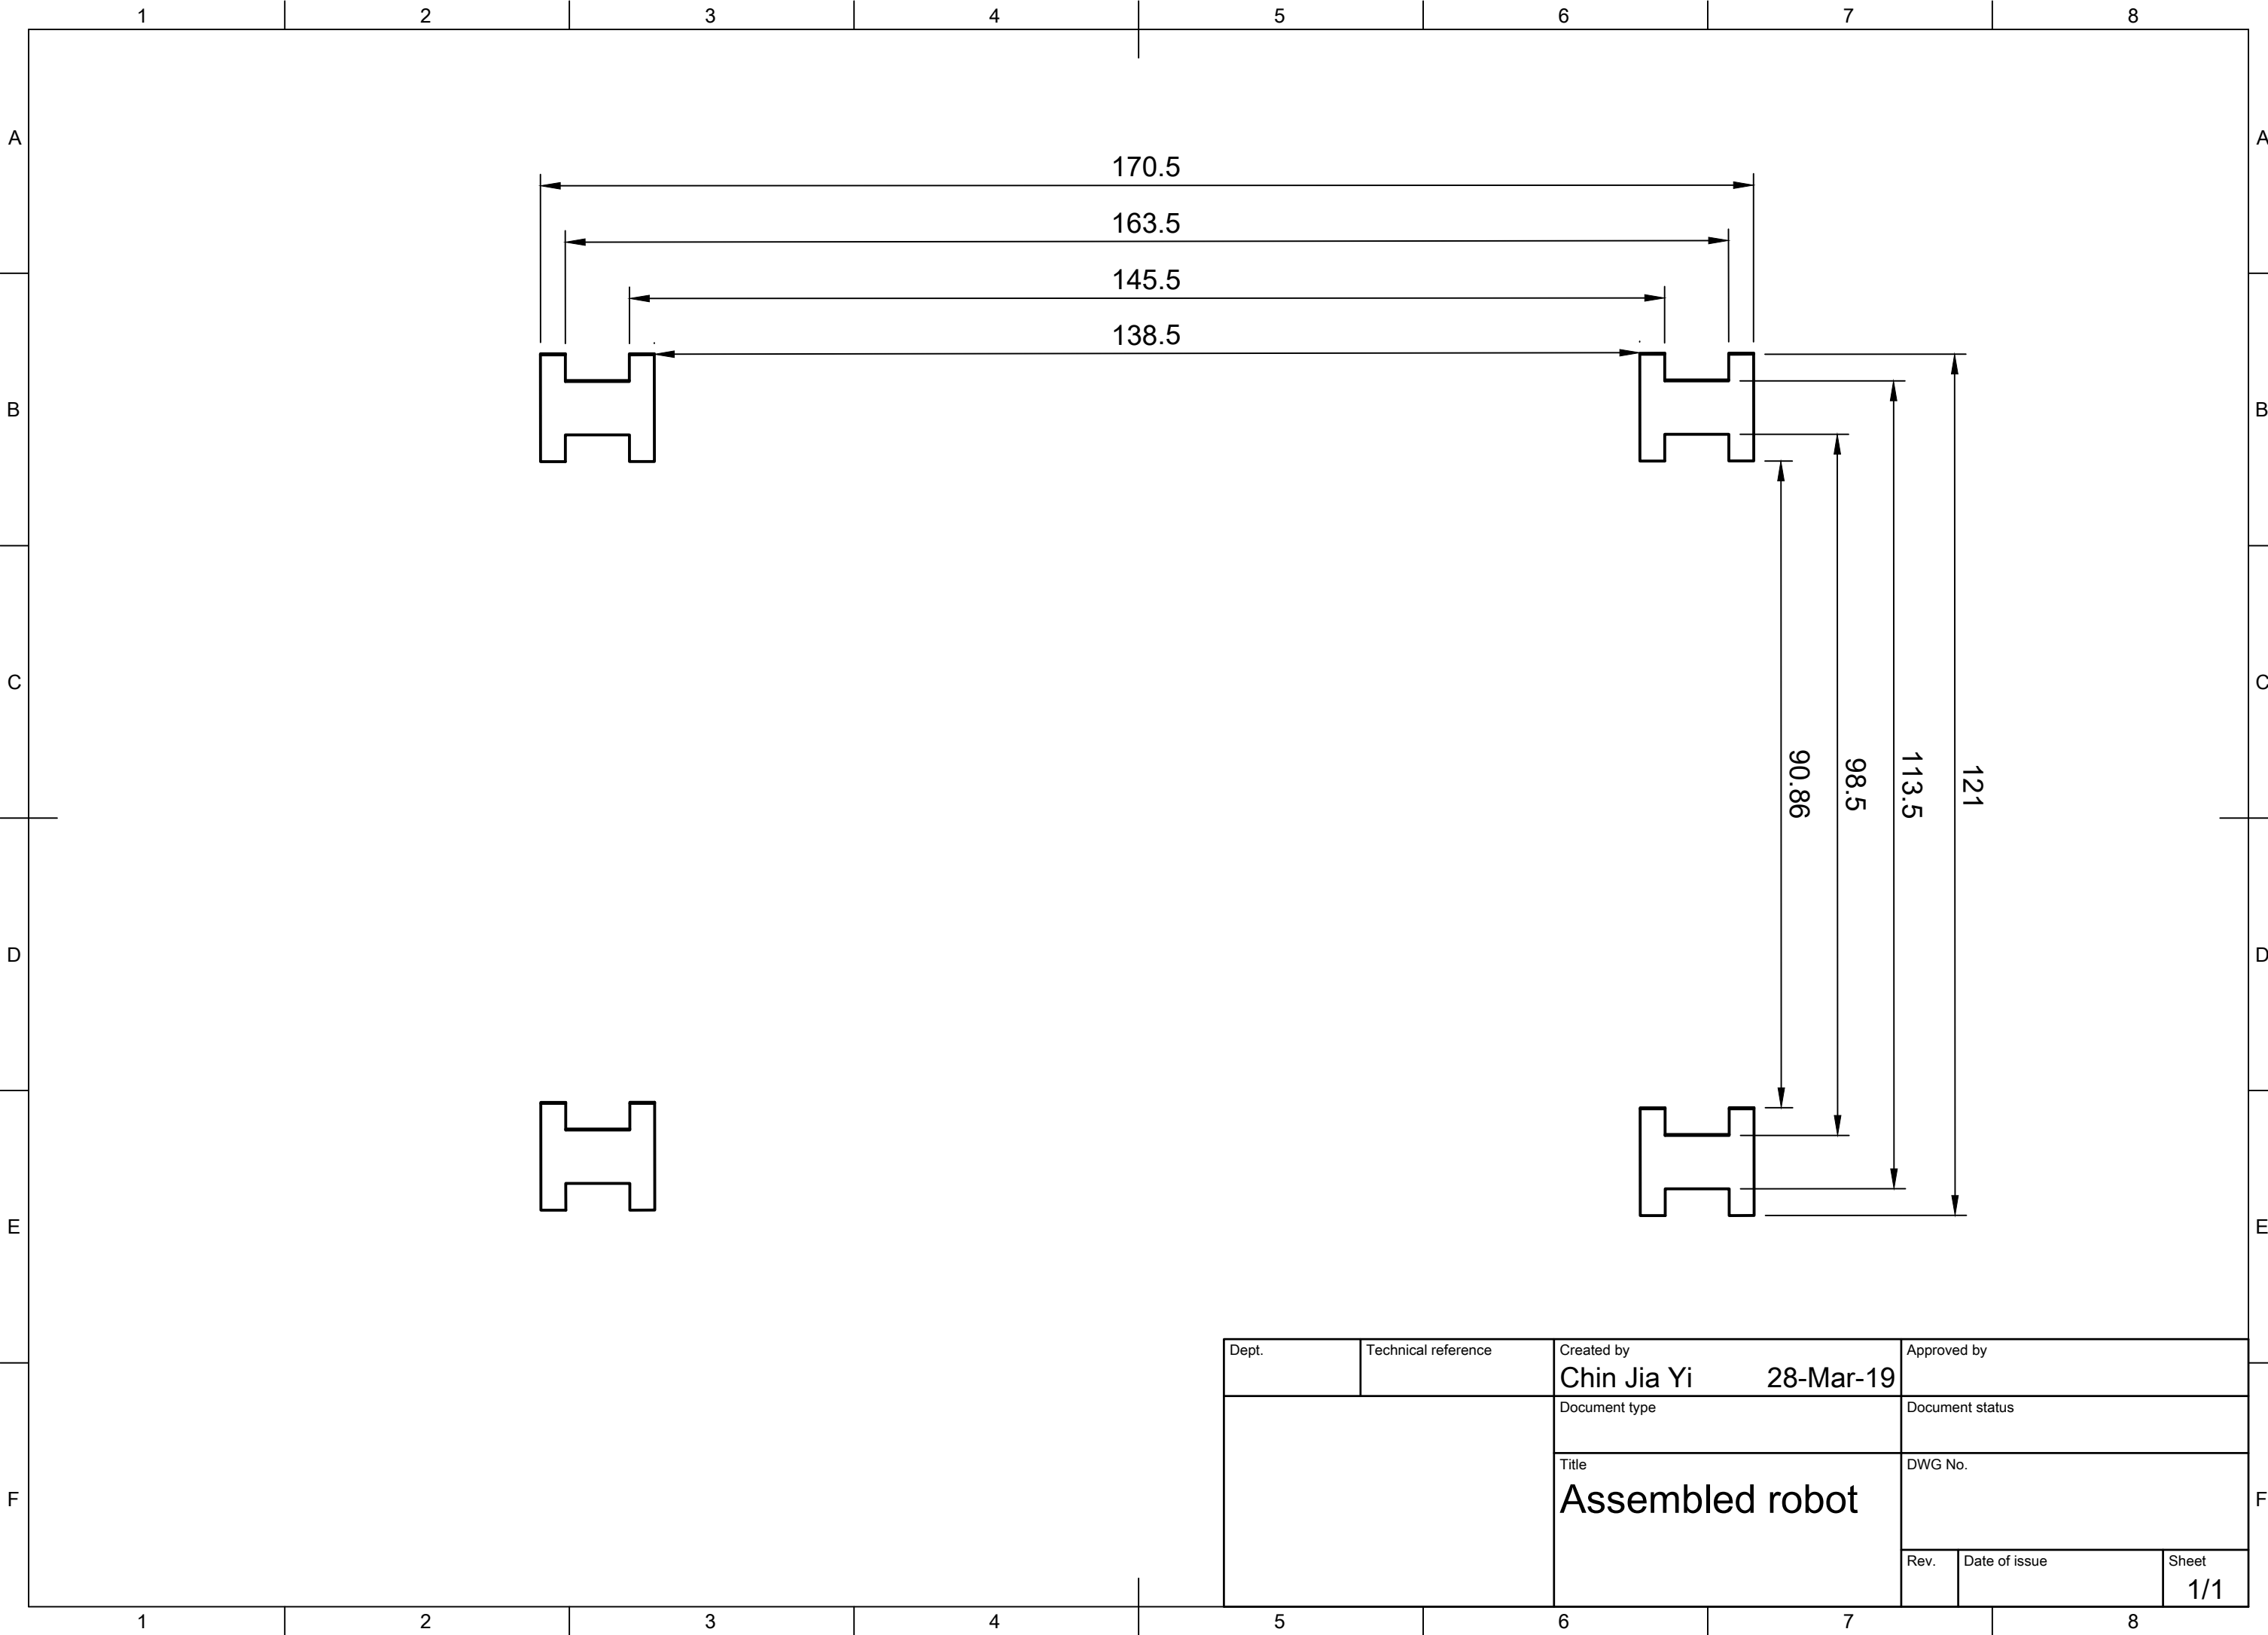 1 2 3 4 5 6 7 8
A A
170.5
163.5
145.5
138.5
B B
C C
90.86 98.5 113.5 121
D D
E E
Dept. Technical reference Created by Approved by
Chin Jia Yi 28-Mar-19
Document type Document status
Title DWG No.
Assembled robot
F F
Rev. Date of issue Sheet
1/1
1 2 3 4 5 6 7 8